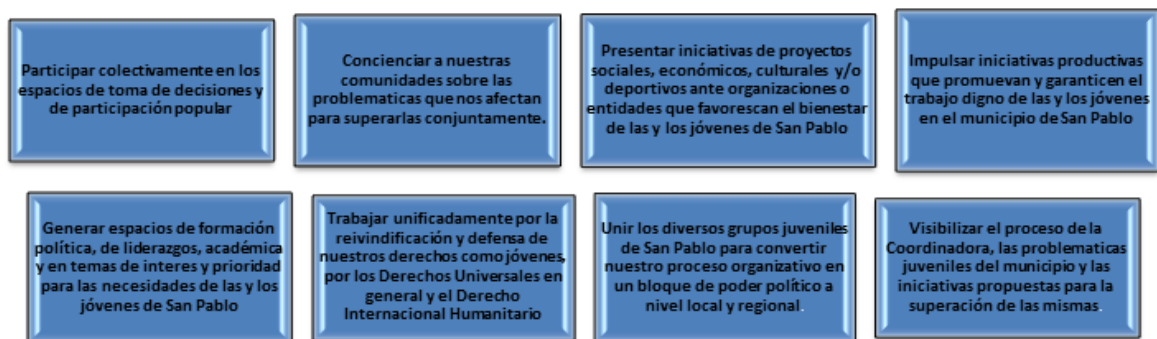 Participar colectivamente en los
espacios de toma de decisiones y
de participación popular
Concienciar a nuestras
comunidades sobre las
problematicas que nos afectan
para superarlas conjuntamente.
Presentar iniciativas de proyectos
sociales, económicos, culturales y/o
deportivos ante organizaciones o
entidades que favorescan el bienestar
de las y los jóvenes de San Pablo
Impulsar iniciativas productivas
que promuevan y garanticen el
trabajo digno de las y los jóvenes
en el municipio de San Pablo
Generar espacios de formación
política, de liderazgos, académica
y en temas de interes y prioridad
para las necesidades de las y los
jóvenes de San Pablo
Trabajar unificadamente por la
reivindificación y defensa de
nuestros derechos como jóvenes,
por los Derechos Universales en
general y el Derecho
Internacional Humanitario
Unir los diversos grupos juveniles
de San Pablo para convertir
nuestro proceso organizativo en
un bloque de poder político a
nivel local y regional.
Visibilizar el proceso de la
Coordinadora, las problematicas
juveniles del municipio y las
iniciativas propuestas para la
superación de las mismas.